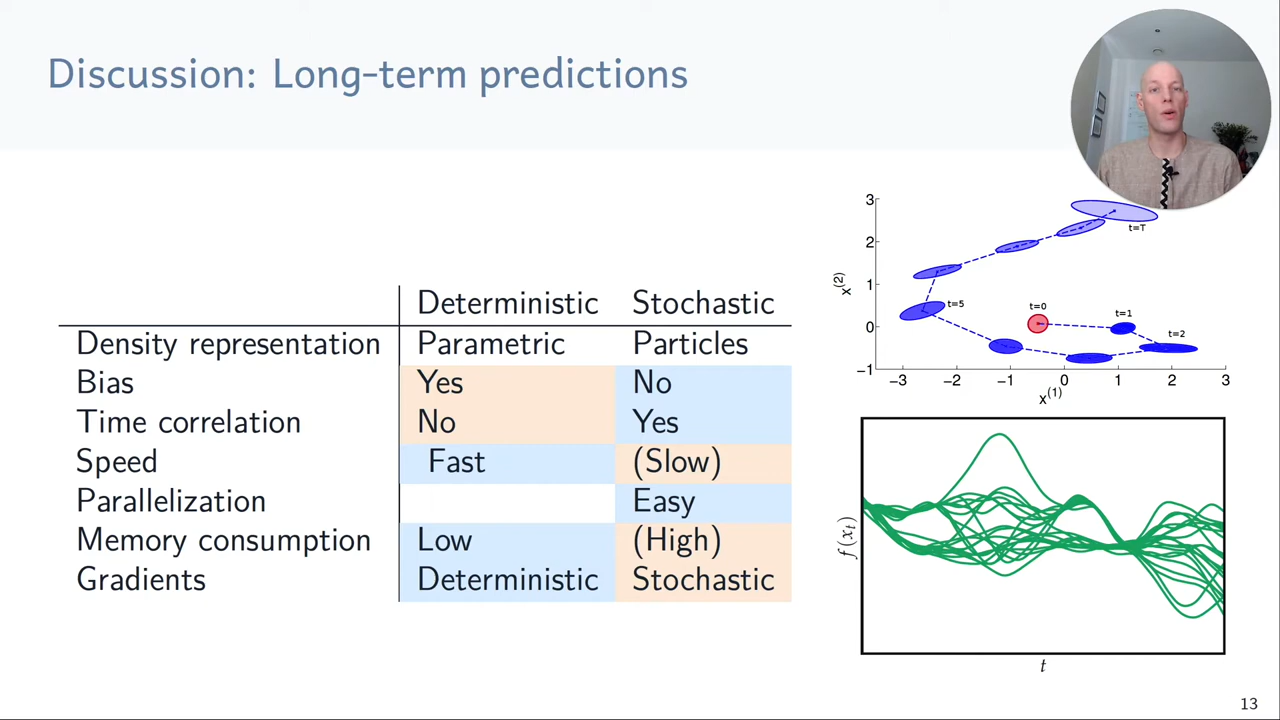 Discussion: Long-term predictions
Deterministic Stochastic
Density representation Parametric Particles
Bias Yes No
Time correlation No Yes
Speed Fast (Slow)
Parallelization Easy
Memory consumption Low (High)
Gradients Deterministic Stochastic
3
2
1
0
−1
x(2)
t=T
t=5
t=0
t=1
t=2
−3 −2 −1 0 1 2 3
x(1)
f(xt)
t
13